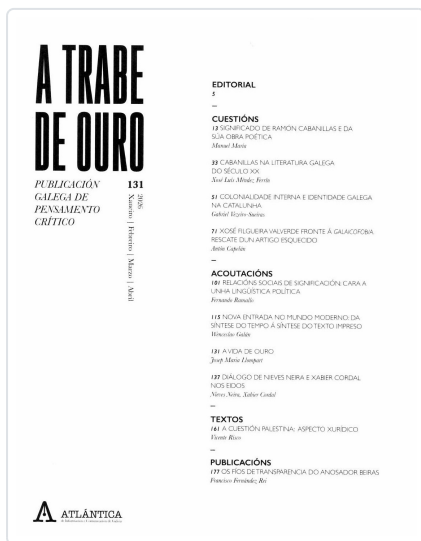 A TRABE
DE OURO
PUBLICACIÓN
GALEGA DE
PENSAMENTO
CRÍTICO
131
2026
Xaneiro | Febreiro | Marzo | Abril
EDITORIAL
5
CUESTIÓNS
13 SIGNIFICADO DE RAMÓN CABANILLAS E DA
SÚA OBRA POÉTICA
Manuel María
33 CABANILLAS NA LITERATURA GALEGA
DO SÉCULO XX
Xosé Luís Méndez Ferrín
51 COLONIALIDADE INTERNA E IDENTIDADE GALEGA
NA CATALUNHA
Gabriel Vezeiro-Sueiras
71 XOSÉ FILGUEIRA VALVERDE FRONTE Á GALAICOFOBIA:
RESCATE DUN ARTIGO ESQUECIDO
Antón Capelán
ACOUTACIÓNS
101 RELACIÓNS SOCIAIS DE SIGNIFICACIÓN: CARA A
UNHA LINGÜÍSTICA POLÍTICA
Fernando Ramallo
115 NOVA ENTRADA NO MUNDO MODERNO: DA
SÍNTESE DO TEMPO Á SÍNTESE DO TEXTO IMPRESO
Wenceslao Galán
131 A VIDA DE OURO
Josep Maria Llompart
137 DIÁLOGO DE NIEVES NEIRA E XABIER CORDAL
NOS EIDOS
Nieves Neira, Xabier Cordal
TEXTOS
161 A CUESTIÓN PALESTINA: ASPECTO XURÍDICO
Vicente Risco
PUBLICACIÓNS
177 OS FÍOS DE TRANSPARENCIA DO ANOSADOR BEIRAS
Francisco Fernández Rei
ATLÁNTICA